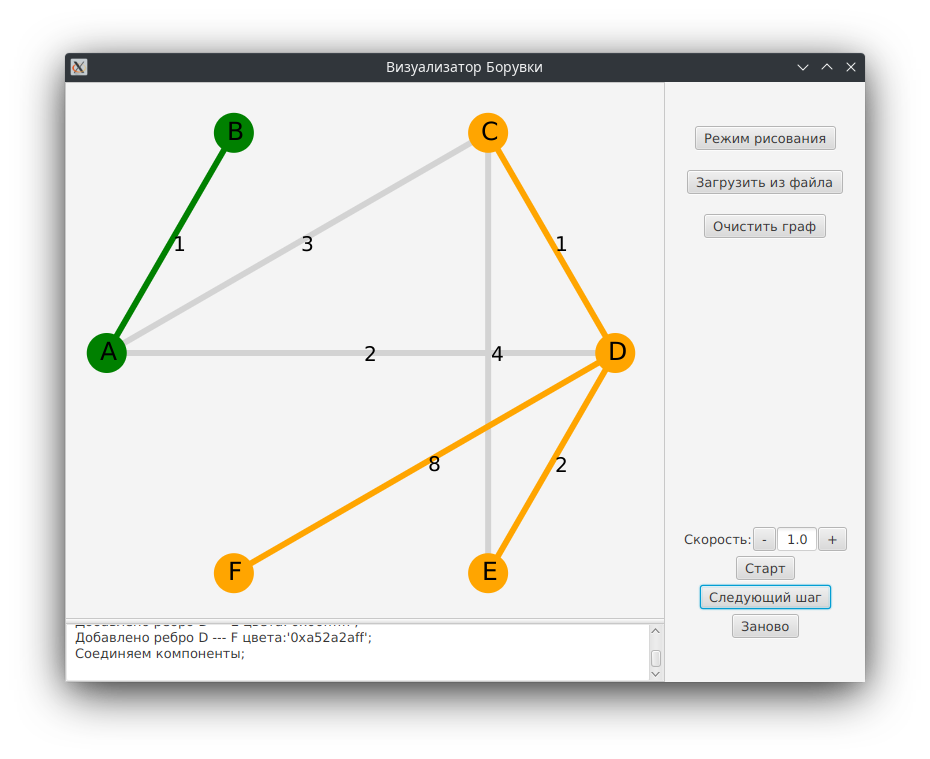 Визуализатор Борувки
B
C
1
3
1
A
2
4
D
8
2
F
E
Режим рисования
Загрузить из файла
Очистить граф
Скорость: - 1.0 +
Старт
Следующий шаг
Заново
Добавлено ребро D --- F цвета:'0xa52a2aff';
Соединяем компоненты;